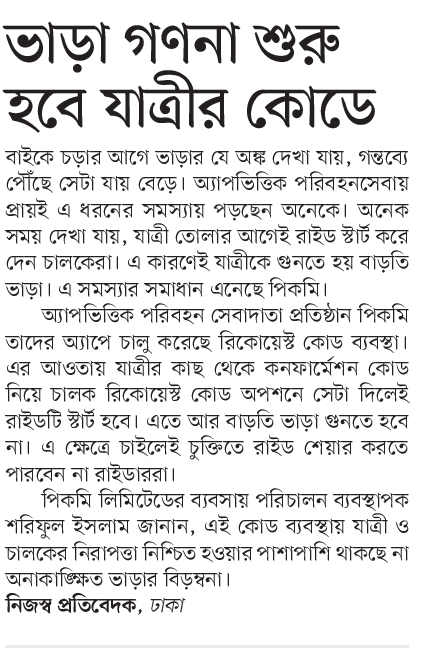 ভাড়া গণনা শুরু
হবে যাত্রীর কোডে
বাইকে চড়ার আগে ভাড়ার যে অঙ্ক দেখা যায়, গন্তব্যে
পৌঁছে সেটা যায় বেড়ে। অ্যাপভিত্তিক পরিবহনসেবায়
প্রায়ই এ ধরনের সমস্যায় পড়ছেন অনেকে। অনেক
সময় দেখা যায়, যাত্রী তোলার আগেই রাইড স্টার্ট করে
দেন চালকেরা। এ কারণেই যাত্রীকে গুনতে হয় বাড়তি
ভাড়া। এ সমস্যার সমাধান এনেছে পিকমি।
অ্যাপভিত্তিক পরিবহন সেবাদাতা প্রতিষ্ঠান পিকমি
তাদের অ্যাপে চালু করেছে রিকোয়েস্ট কোড ব্যবস্থা।
এর আওতায় যাত্রীর কাছ থেকে কনফার্মেশন কোড
নিয়ে চালক রিকোয়েস্ট কোড অপশনে সেটা দিলেই
রাইডটি স্টার্ট হবে। এতে আর বাড়তি ভাড়া গুনতে হবে
না। এ ক্ষেত্রে চাইলেই চুক্তিতে রাইড শেয়ার করতে
পারবেন না রাইডাররা।
পিকমি লিমিটেডের ব্যবসায় পরিচালন ব্যবস্থাপক
শরিফুল ইসলাম জানান, এই কোড ব্যবস্থায় যাত্রী ও
চালকের নিরাপত্তা নিশ্চিত হওয়ার পাশাপাশি থাকছে না
অনাকাঙ্ক্ষিত ভাড়ার বিড়ম্বনা।
নিজস্ব প্রতিবেদক, ঢাকা